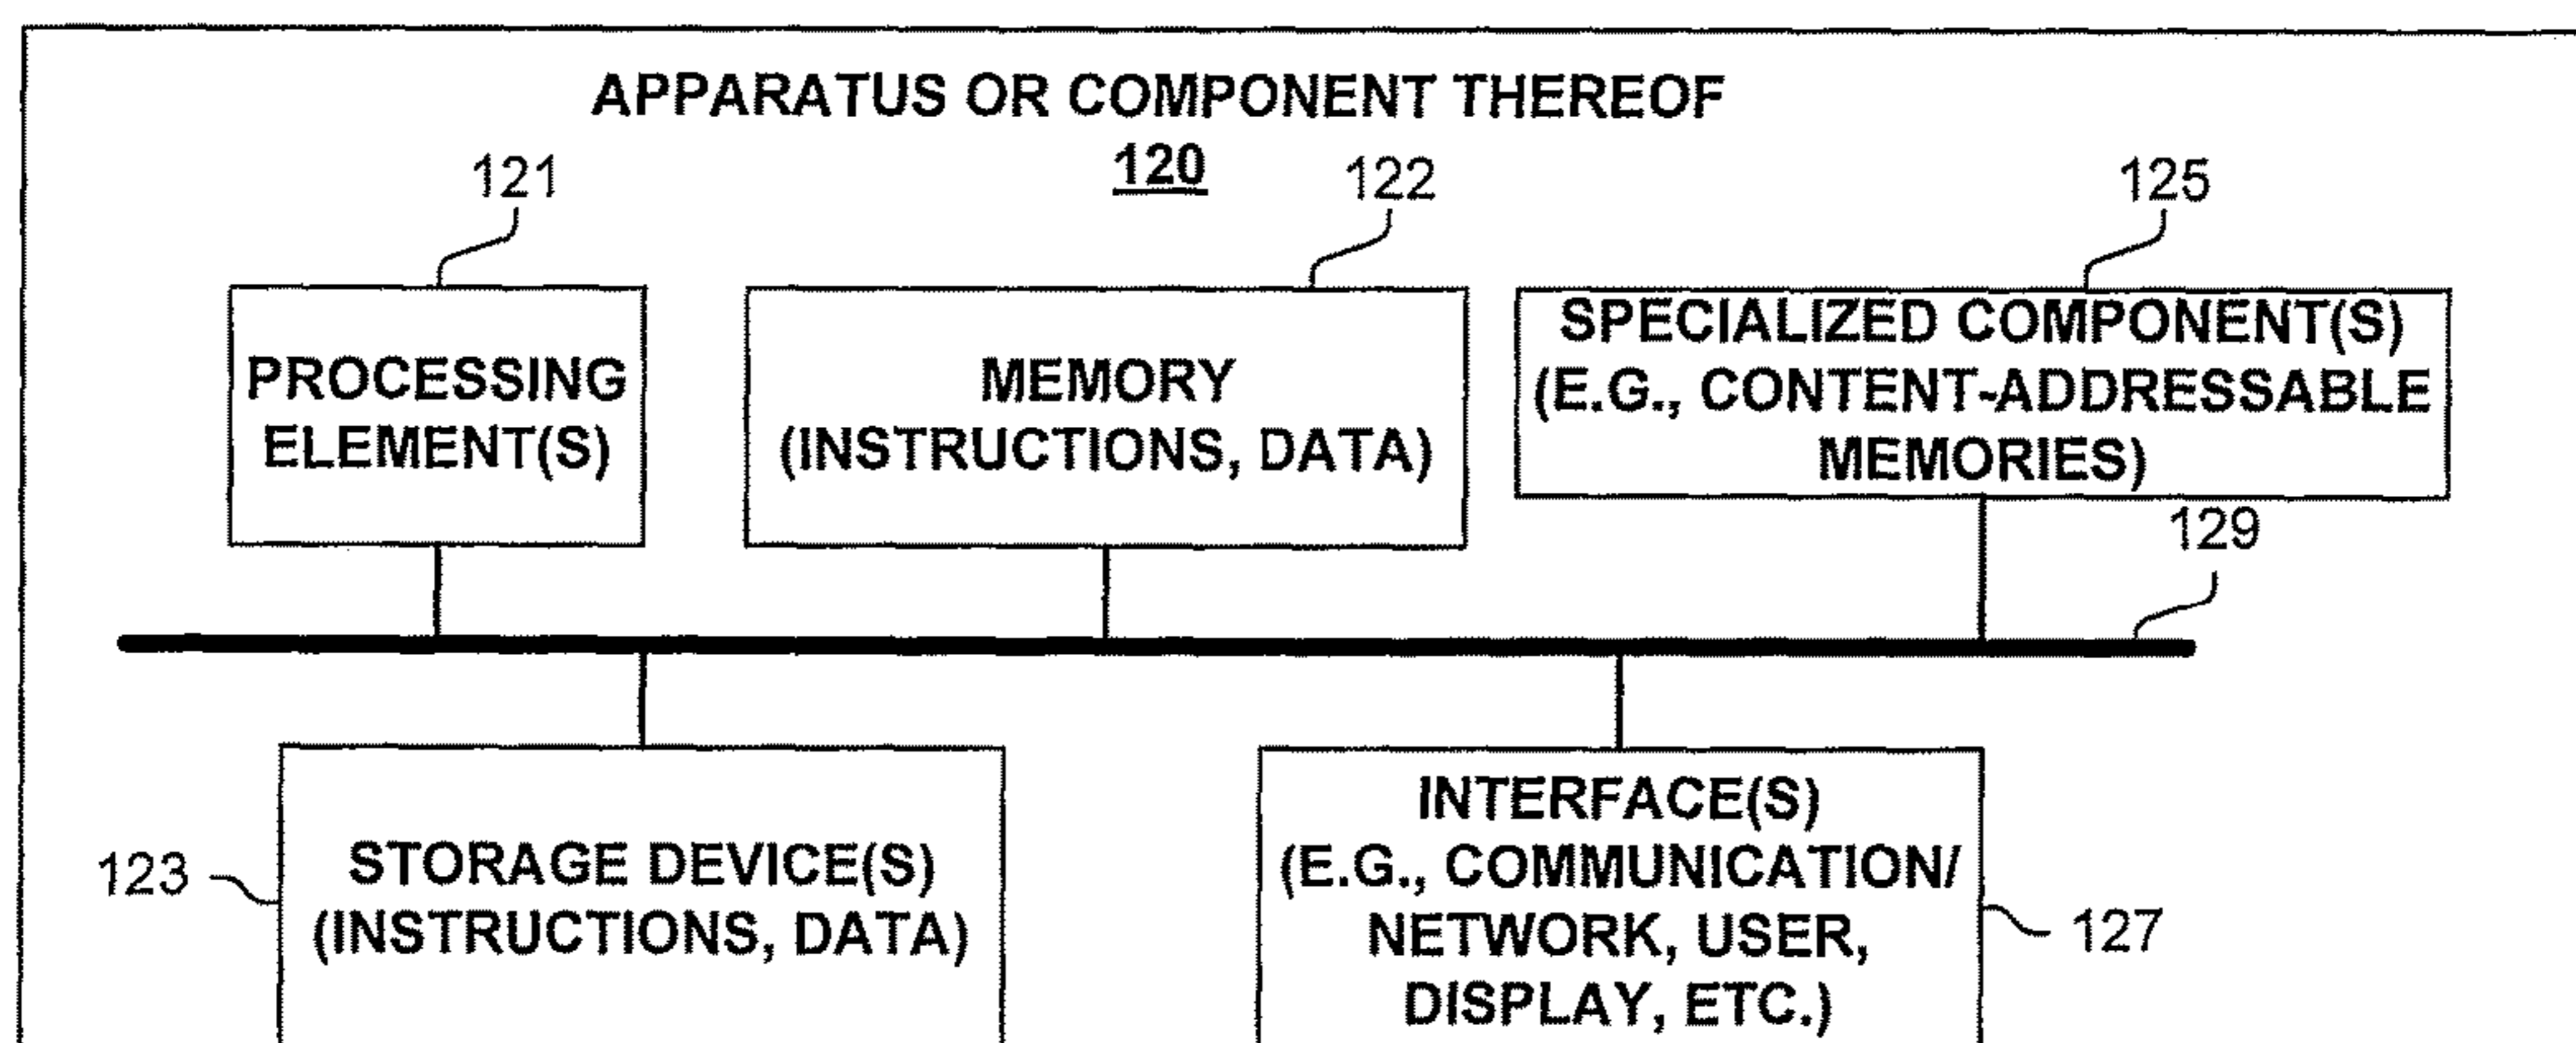 APPARATUS OR COMPONENT THEREOF
120
121
122
125
PROCESSING
ELEMENT(S)
MEMORY
(INSTRUCTIONS, DATA)
SPECIALIZED COMPONENT(S)
(E.G., CONTENT-ADDRESSABLE
MEMORIES)
129
123
STORAGE DEVICE(S)
(INSTRUCTIONS, DATA)
INTERFACE(S)
(E.G., COMMUNICATION/
NETWORK, USER,
DISPLAY, ETC.)
127